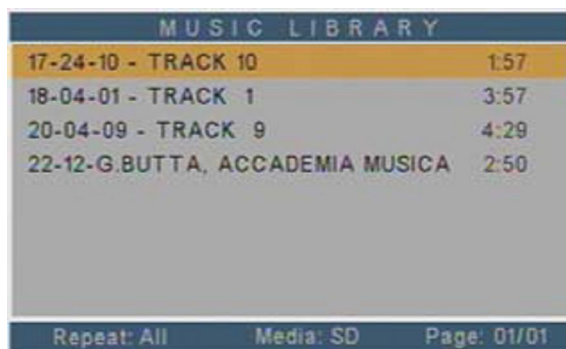 MUSIC LIBRARY
17-24-10 - TRACK 10 1:57
18-04-01 - TRACK 1 3:57
20-04-09 - TRACK 9 4:29
22-12-G.BUTTA, ACCADEMIA MUSICA 2:50
Repeat: All Media: SD Page: 01/01